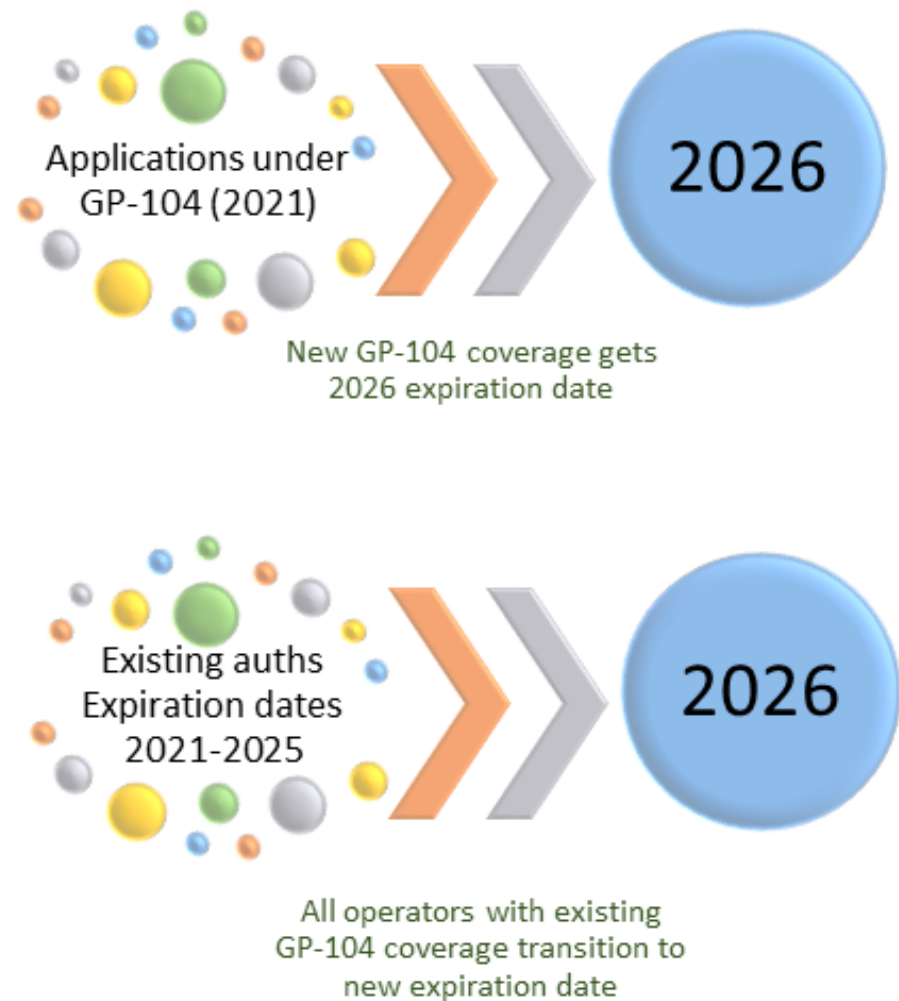 Applications under
GP-104 (2021)
2026
New GP-104 coverage gets
2026 expiration date
Existing auths
Expiration dates
2021-2025
2026
All operators with existing
GP-104 coverage transition to
new expiration date